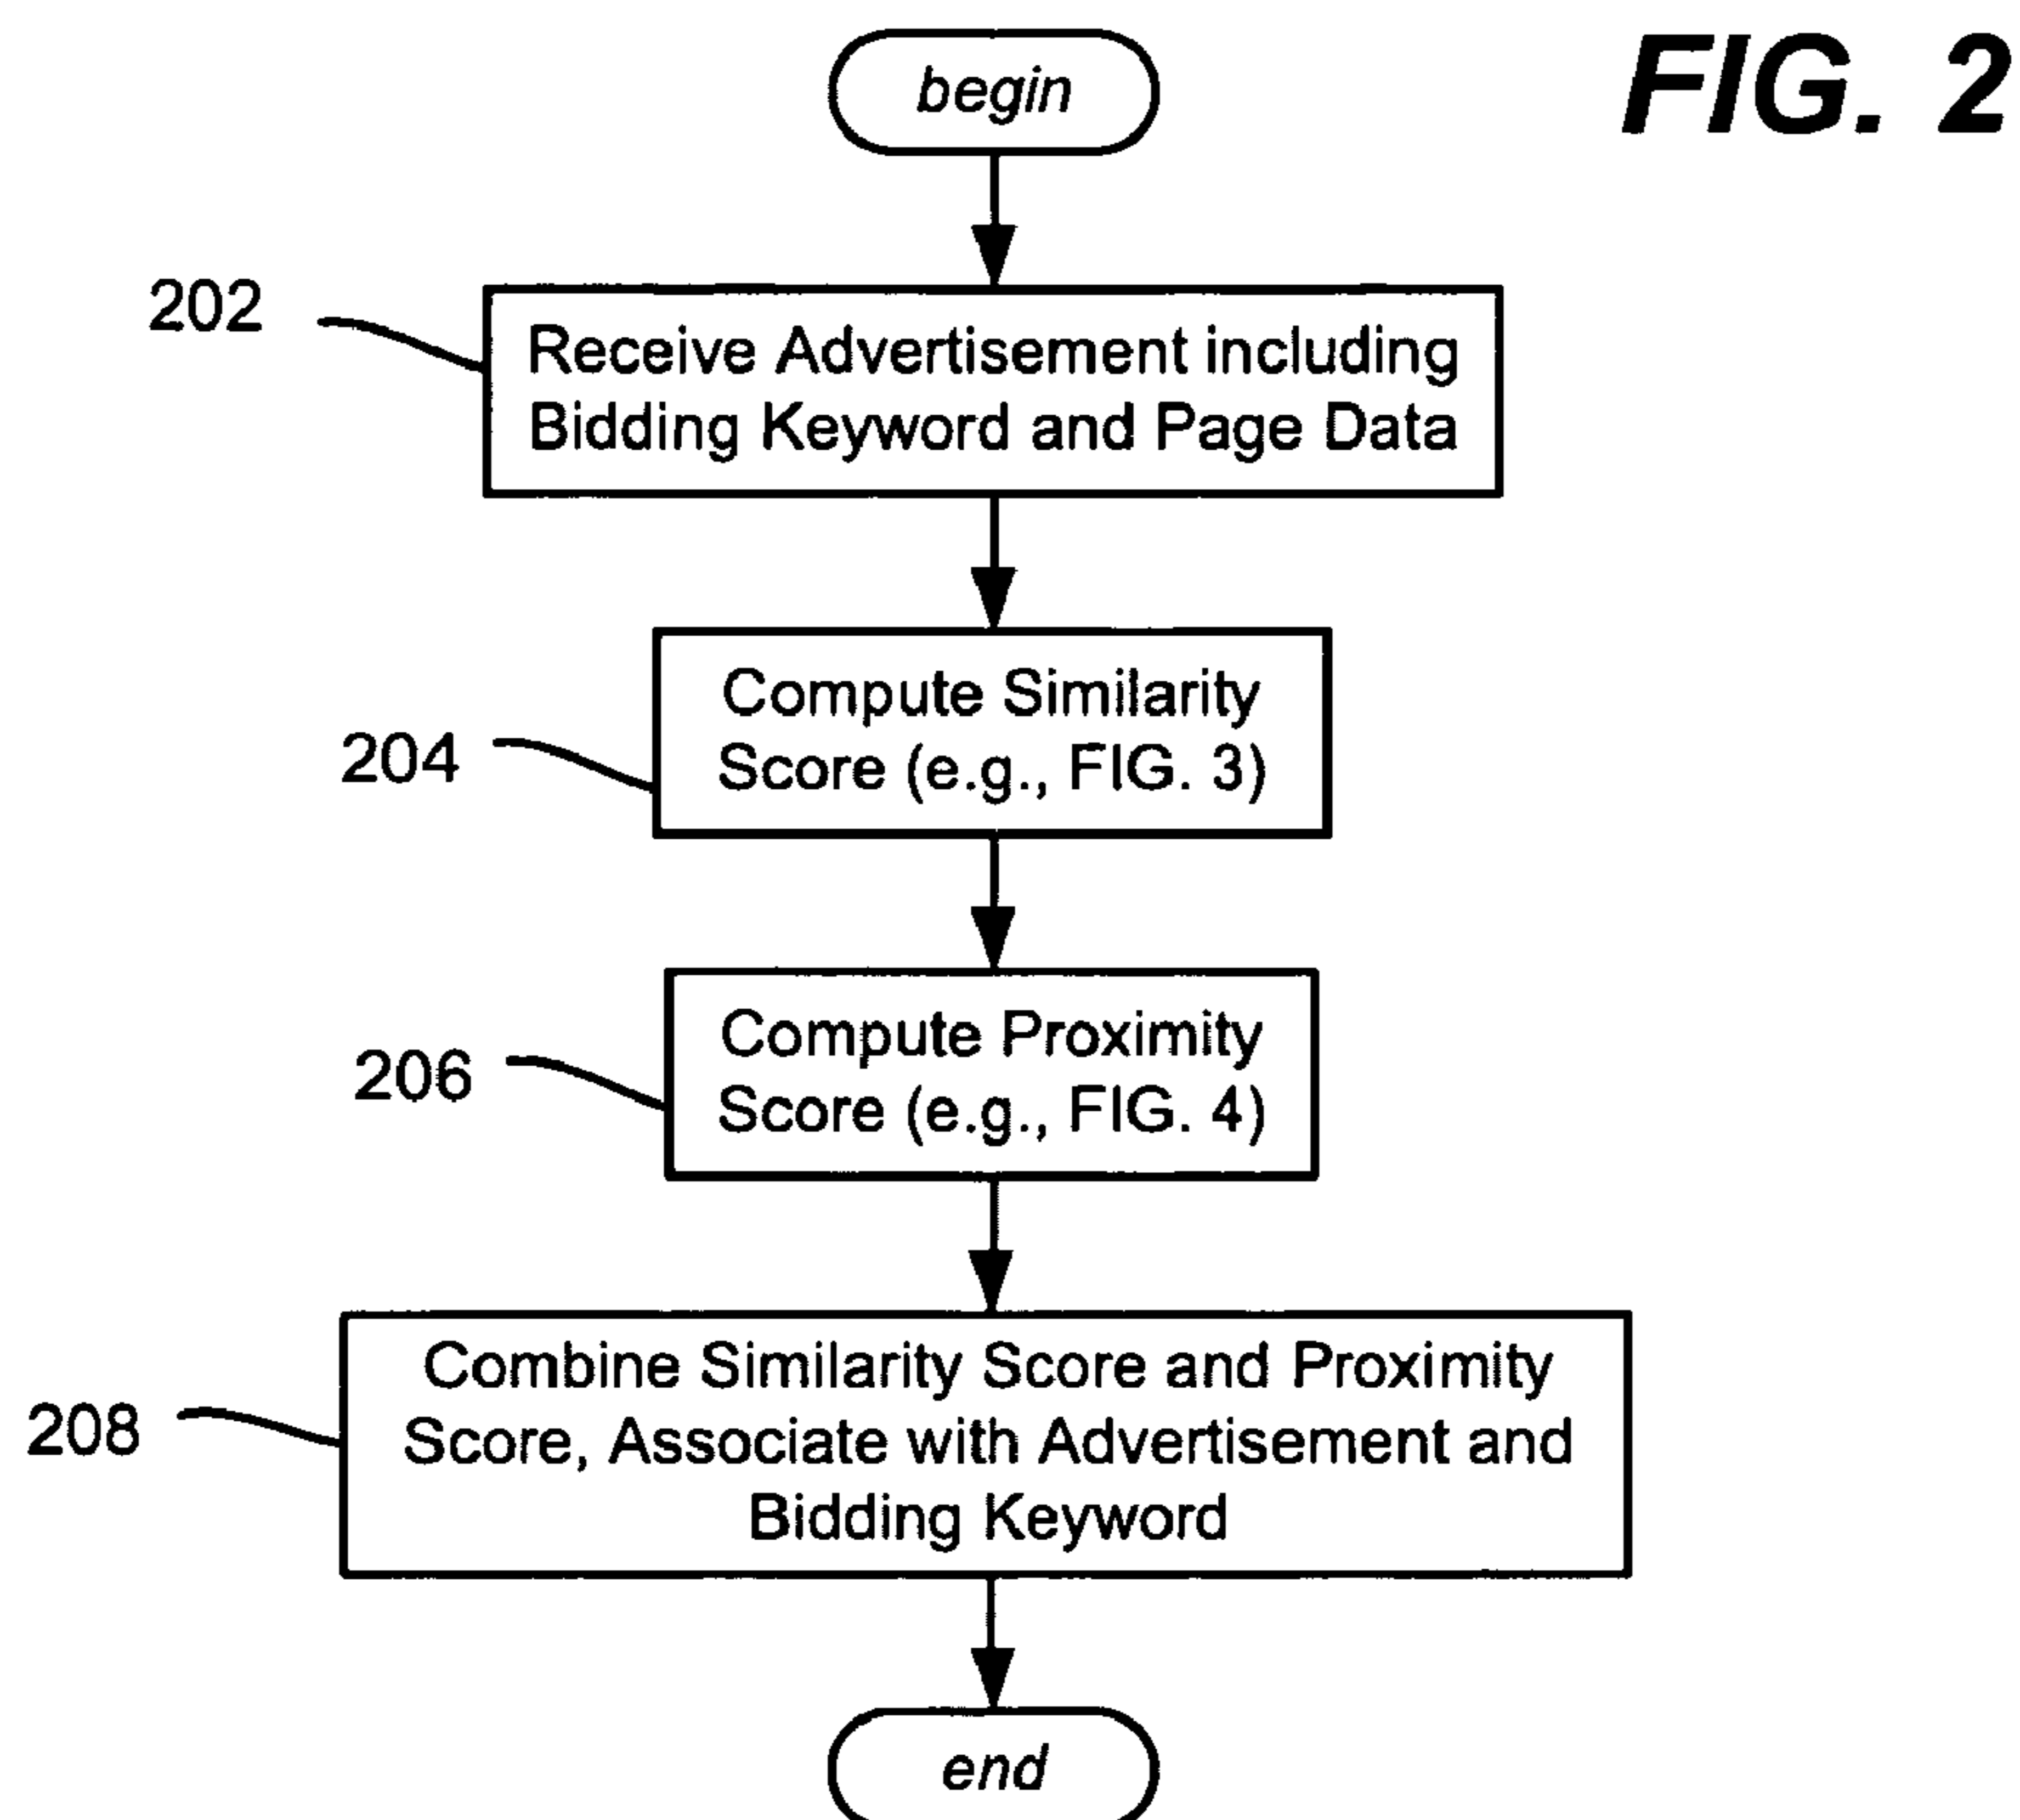 FIG. 2
begin
202
Receive Advertisement including
Bidding Keyword and Page Data
204
Compute Similarity
Score (e.g., FIG. 3)
206
Compute Proximity
Score (e.g., FIG. 4)
208
Combine Similarity Score and Proximity
Score, Associate with Advertisement and
Bidding Keyword
end